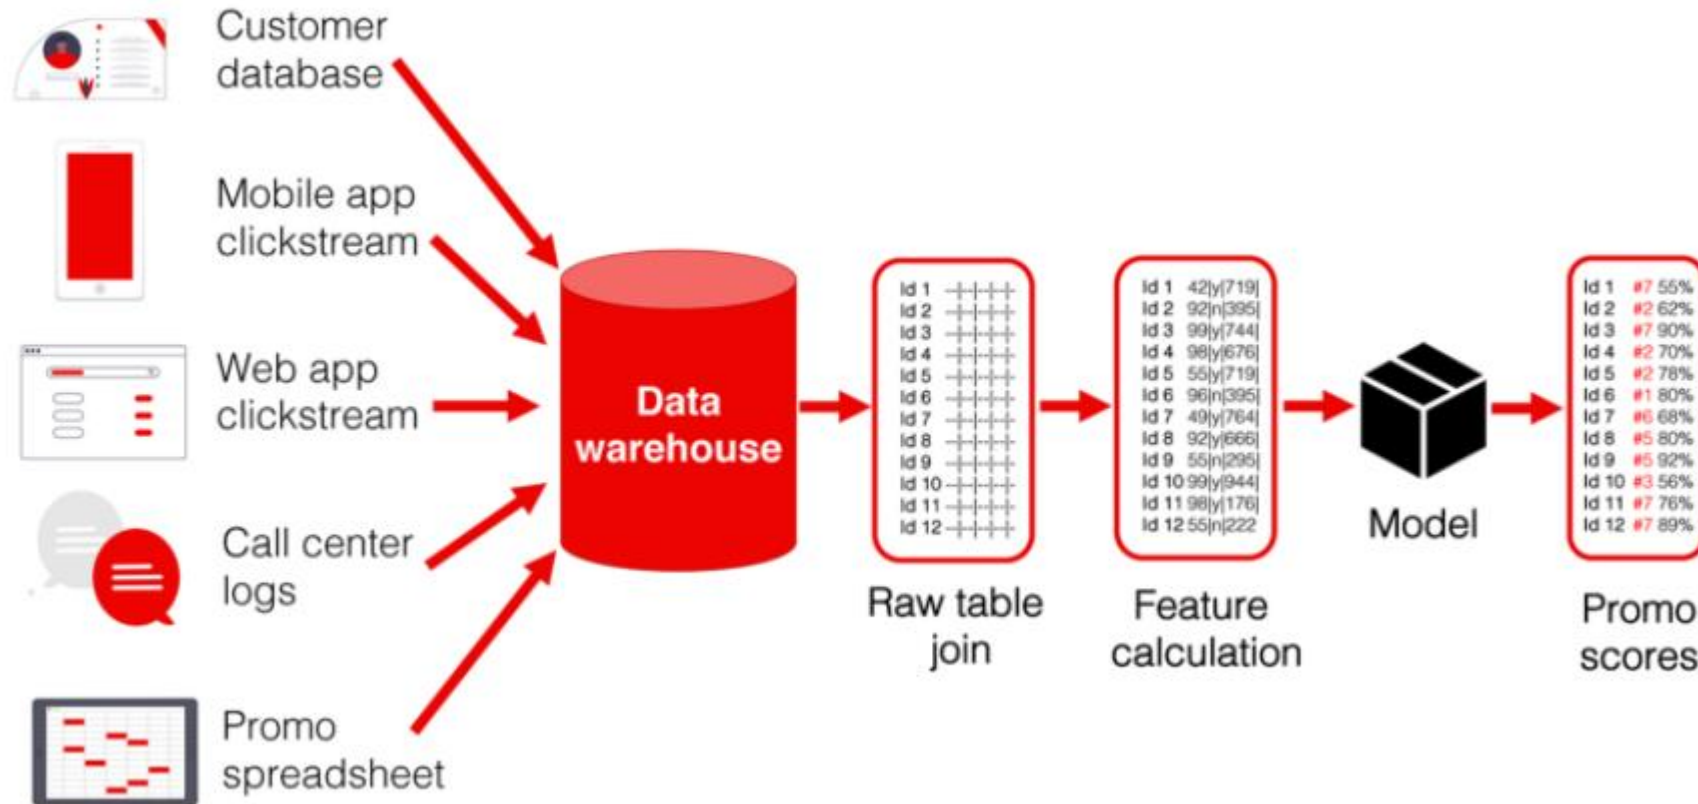 Customer
database
Mobile app
clickstream
Web app
clickstream
Call center
logs
Promo
spreadsheet
Data
warehouse
Id 1
Id 2
Id 3
Id 4
Id 5
Id 6
Id 7
Id 8
Id 9
Id 10
Id 11
Id 12
Raw table
join
Id 1 42|y|719|
Id 2 92|n|395|
Id 3 99|y|744|
Id 4 98|y|676|
Id 5 55|y|719|
Id 6 96|n|395|
Id 7 49|y|764|
Id 8 92|y|666|
Id 9 55|n|295|
Id 10 99|y|944|
Id 11 98|y|176|
Id 12 55|n|222
Feature
calculation
Model
Id 1 #7 55%
Id 2 #2 62%
Id 3 #7 90%
Id 4 #2 70%
Id 5 #2 78%
Id 6 #1 80%
Id 7 #6 68%
Id 8 #5 80%
Id 9 #5 92%
Id 10 #3 56%
Id 11 #7 76%
Id 12 #7 89%
Promo
scores